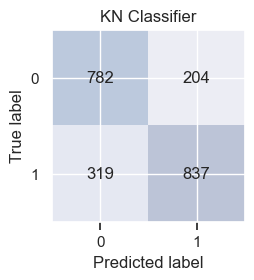 KN Classifier
True label
0
782
204
1
319
837
0
1
Predicted label